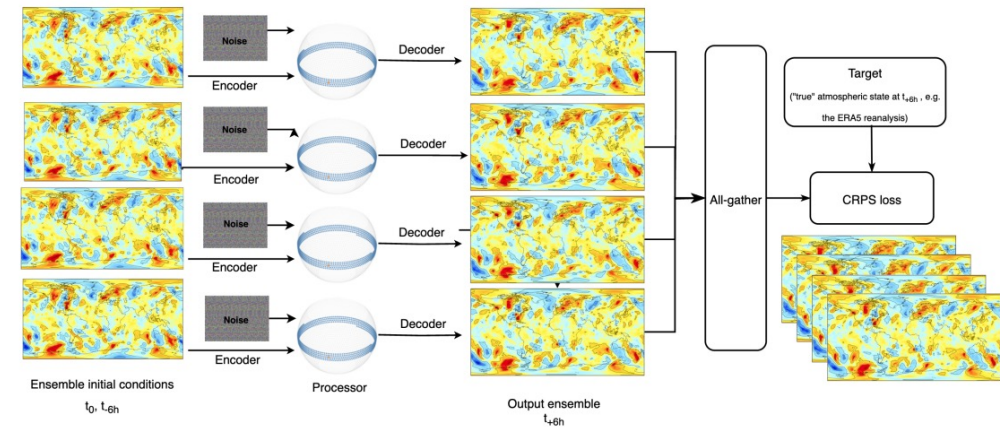 Noise
Encoder
Decoder
Noise
Encoder
Decoder
Noise
Encoder
Decoder
Noise
Encoder
Decoder
Ensemble initial conditions
t0, t-6h
Processor
Output ensemble
t+6h
All-gather
Target
("true" atmospheric state at t+6h , e.g.
the ERA5 reanalysis)
CRPS loss